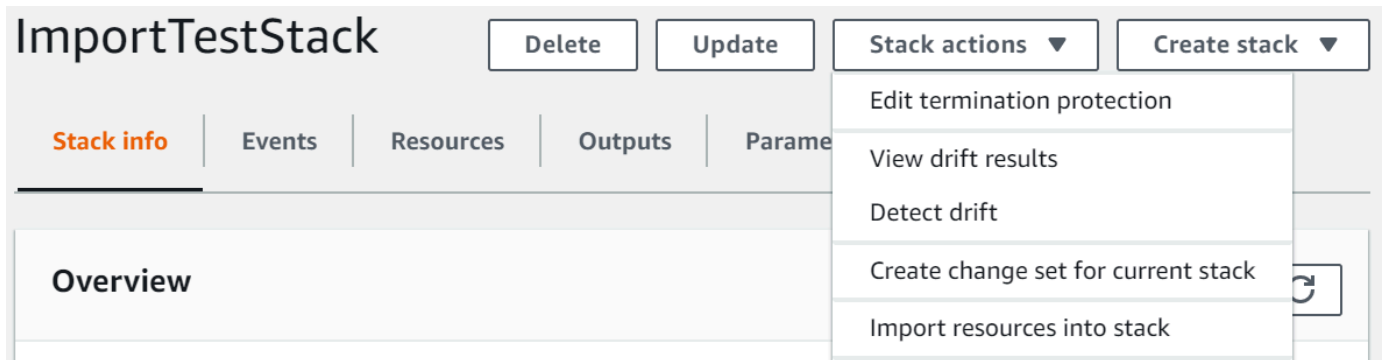 ImportTestStack
Delete
Update
Stack actions
Create stack
Edit termination protection
Stack info
Events
Resources
Outputs
Parame
View drift results
Detect drift
Create change set for current stack
Overview
Import resources into stack